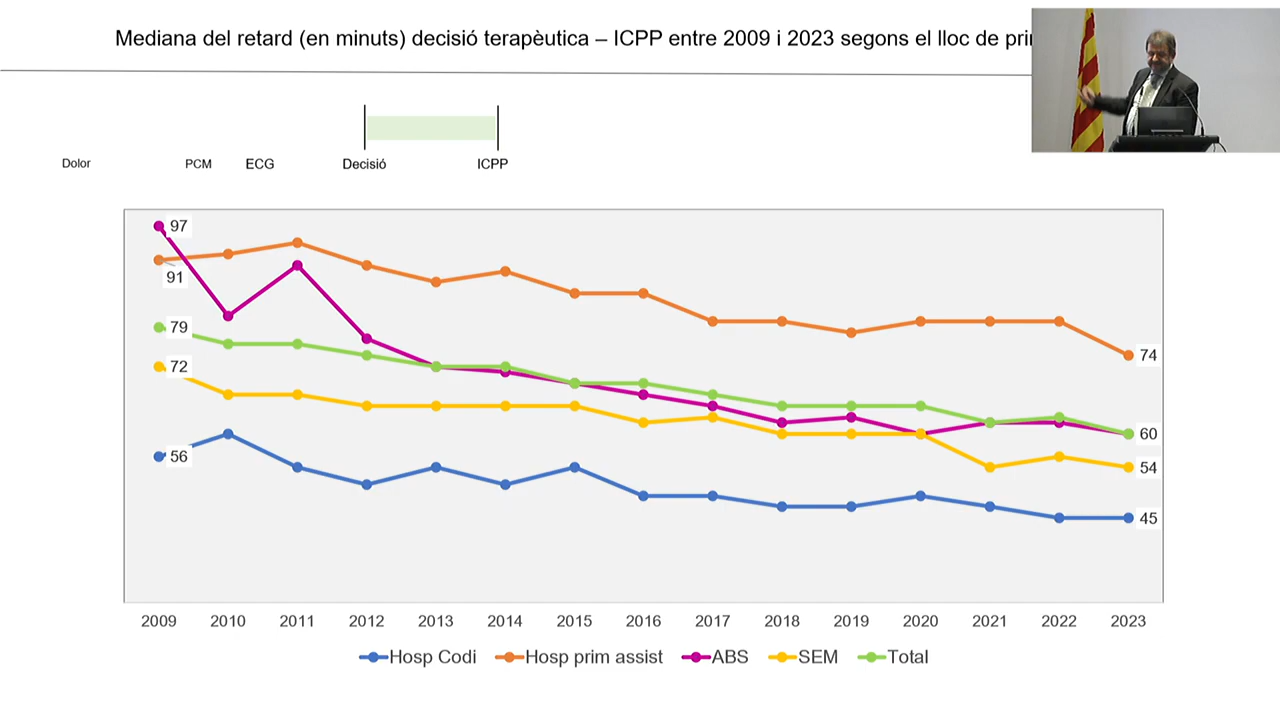 Mediana del retard (en minuts) decisió terapèutica – ICPP entre 2009 i 2023 segons el lloc de
Dolor PCM ECG Decisió ICPP
97
91
79
72
56
74
60
54
45
2009 2010 2011 2012 2013 2014 2015 2016 2017 2018 2019 2020 2021 2022 2023
Hosp Codi Hosp prim assist ABS SEM Total